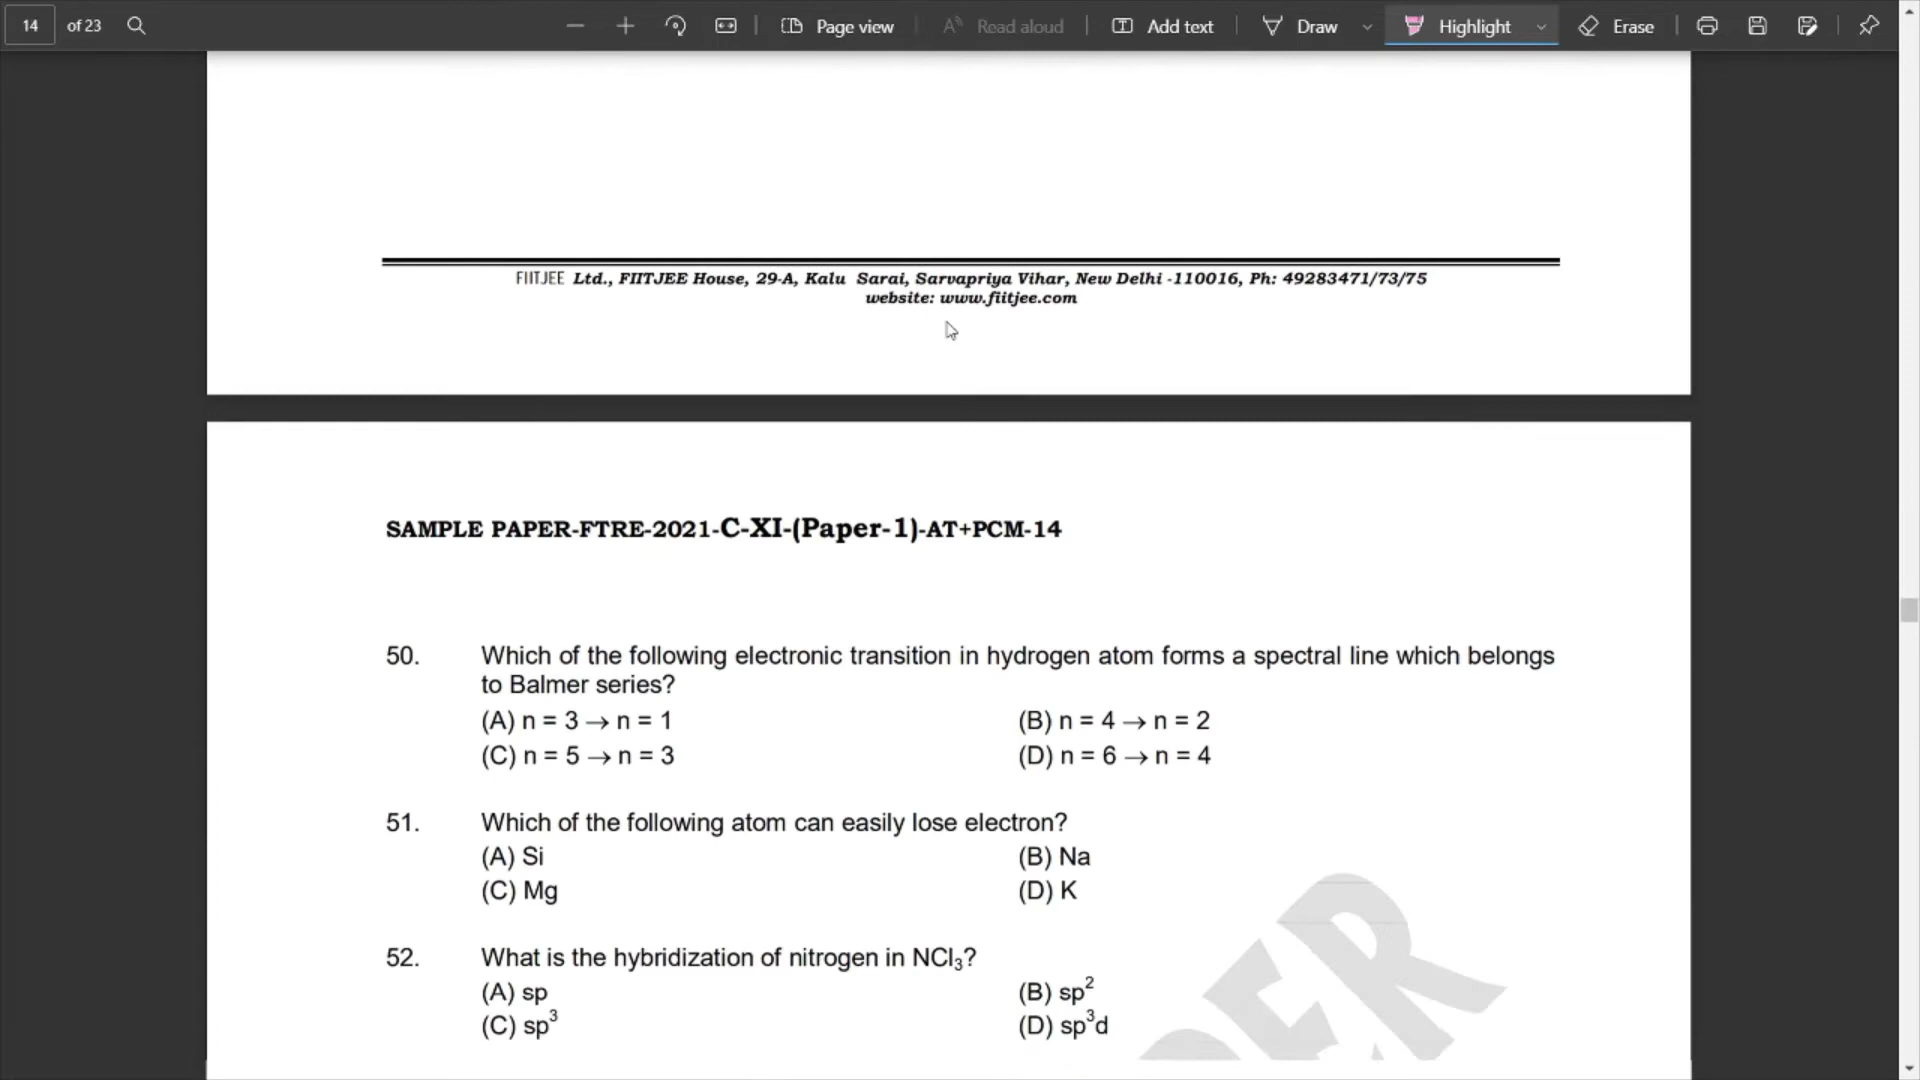 14 of 23 Page view Read aloud Add text Draw Highlight Erase
FIITJEE Ltd., FIITJEE House, 29-A, Kalu Sarai, Sarvapriya Vihar, New Delhi -110016, Ph: 49283471/73/75
website: www.fiitjee.com
SAMPLE PAPER-FTRE-2021-C-XI-(Paper-1)-AT+PCM-14
50. Which of the following electronic transition in hydrogen atom forms a spectral line which belongs
to Balmer series?
(A) n = 3 → n = 1 (B) n = 4 → n = 2
(C) n = 5 → n = 3 (D) n = 6 → n = 4
51. Which of the following atom can easily lose electron?
(A) Si (B) Na
(C) Mg (D) K
52. What is the hybridization of nitrogen in NCl₃?
(A) sp (B) sp²
(C) sp³ (D) sp³d